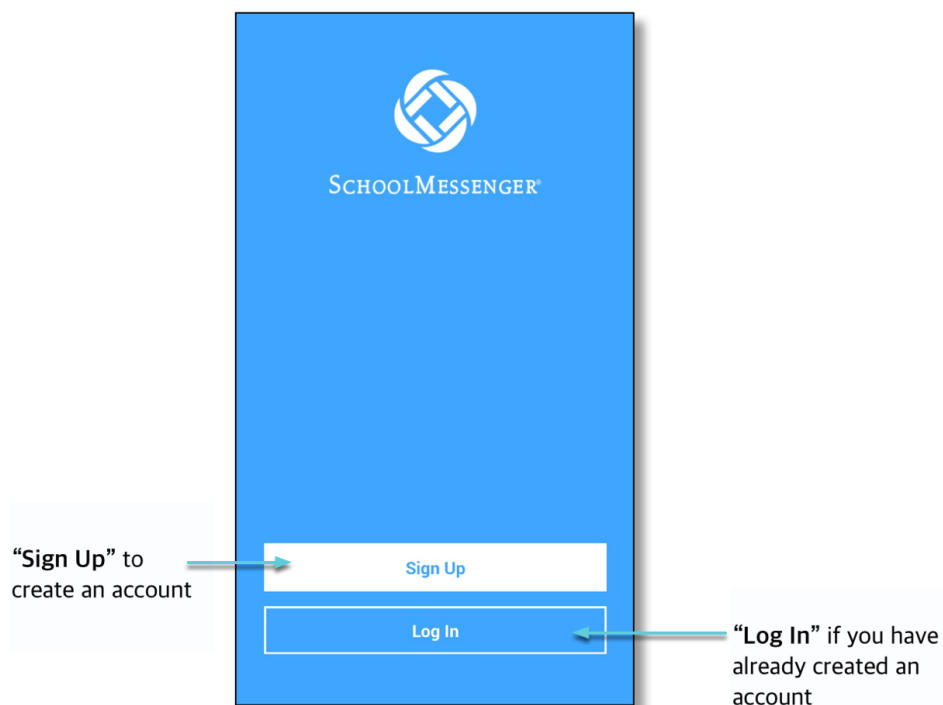 SCHOOLMESSENGER®
“Sign Up” to
create an account
Sign Up
Log In
“Log In” if you have
already created an
account